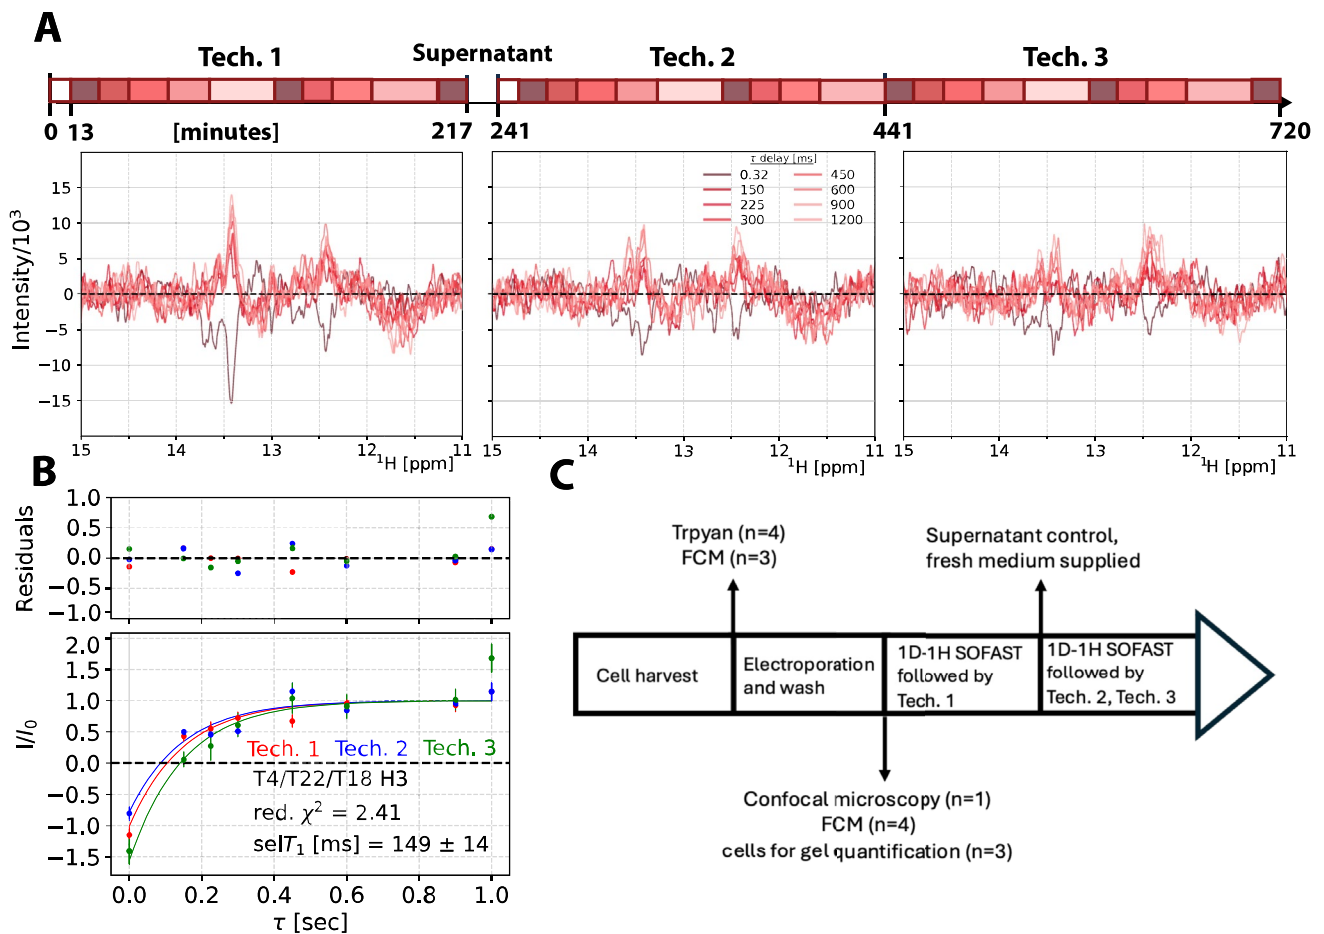 A
Tech. 1
Supernatant
Tech. 2
Tech. 3
0 13 [minutes] 217 241 441 720
Intensity/10³
15
10
5
0
−5
−10
−15
15 14 13 12 11
¹H [ppm]
τ delay [ms]
0.32 450
150 600
225 900
300 1200
15 14 13 12 11
¹H [ppm]
15 14 13 12 11
¹H [ppm]
B
Residuals
1.0
0.5
0.0
−0.5
−1.0
I/I₀
2.0
1.5
1.0
0.5
0.0
−0.5
−1.0
−1.5
Tech. 1 Tech. 2 Tech. 3
T4/T22/T18 H3
red. χ² = 2.41
selT₁ [ms] = 149 ± 14
0.0 0.2 0.4 0.6 0.8 1.0
τ [sec]
C
Trpyan (n=4)
FCM (n=3)
Supernatant control,
fresh medium supplied
Cell harvest
Electroporation
and wash
1D-1H SOFAST
followed by
Tech. 1
1D-1H SOFAST
followed by
Tech. 2, Tech. 3
Confocal microscopy (n=1)
FCM (n=4)
cells for gel quantification (n=3)